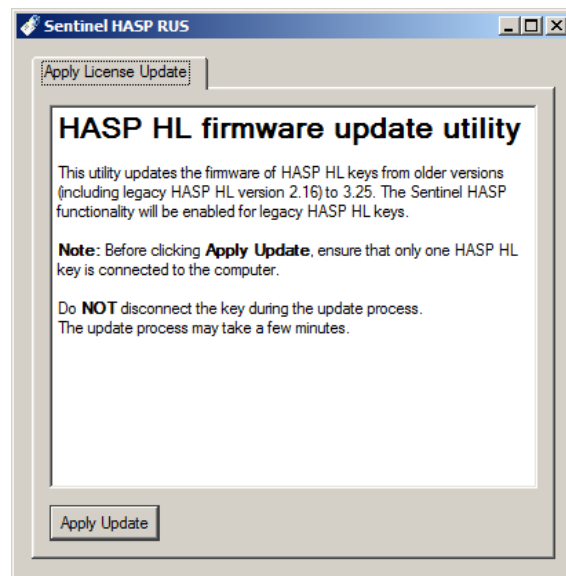 Sentinel HASP RUS
Apply License Update
HASP HL firmware update utility
This utility updates the firmware of HASP HL keys from older versions
(including legacy HASP HL version 2.16) to 3.25. The Sentinel HASP
functionality will be enabled for legacy HASP HL keys.
Note: Before clicking Apply Update, ensure that only one HASP HL
key is connected to the computer.
Do NOT disconnect the key during the update process.
The update process may take a few minutes.
Apply Update